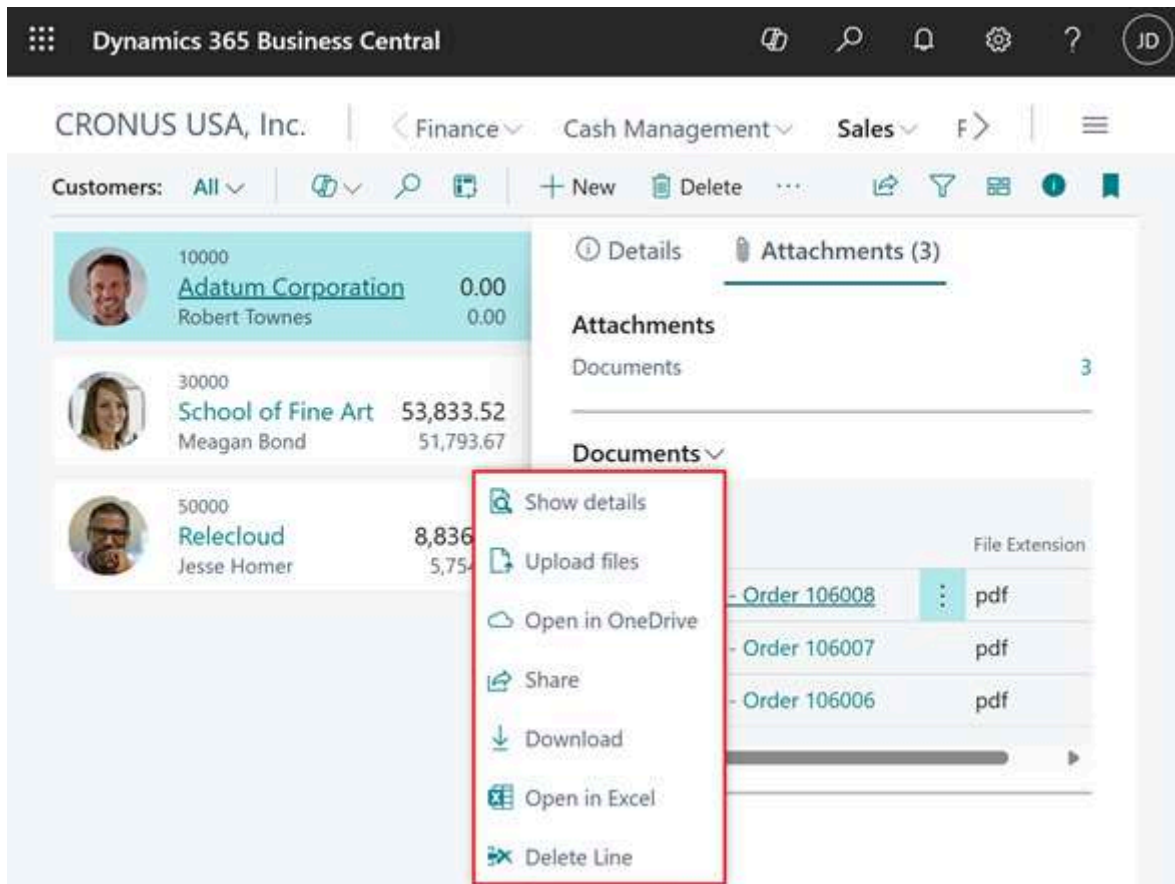 Dynamics 365 Business Central
JD
CRONUS USA, Inc.
Finance
Cash Management
Sales
F
Customers:
All
New
Delete
10000
Adatum Corporation 0.00
Robert Townes 0.00
30000
School of Fine Art 53,833.52
Meagan Bond 51,793.67
50000
Relecloud 8,836
Jesse Homer 5,754
Details
Attachments (3)
Attachments
Documents 3
Documents
Show details
Upload files
Open in OneDrive
Share
Download
Open in Excel
Delete Line
File Extension
- Order 106008 pdf
- Order 106007 pdf
- Order 106006 pdf